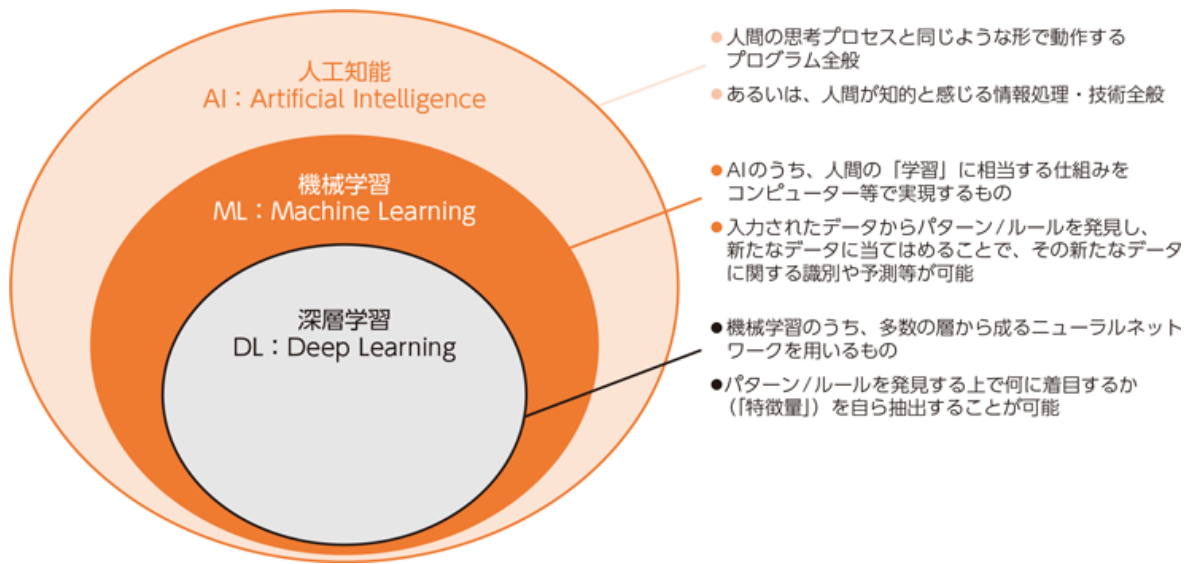 人工知能
AI：Artificial Intelligence
機械学習
ML：Machine Learning
深層学習
DL：Deep Learning
●人間の思考プロセスと同じような形で動作する
プログラム全般
●あるいは、人間が知的と感じる情報処理・技術全般
●AIのうち、人間の「学習」に相当する仕組みを
コンピューター等で実現するもの
●入力されたデータからパターン/ルールを発見し、
新たなデータに当てはめることで、その新たなデータ
に関する識別や予測等が可能
●機械学習のうち、多数の層から成るニューラルネット
ワークを用いるもの
●パターン/ルールを発見する上で何に着目するか
（「特徴量」）を自ら抽出することが可能